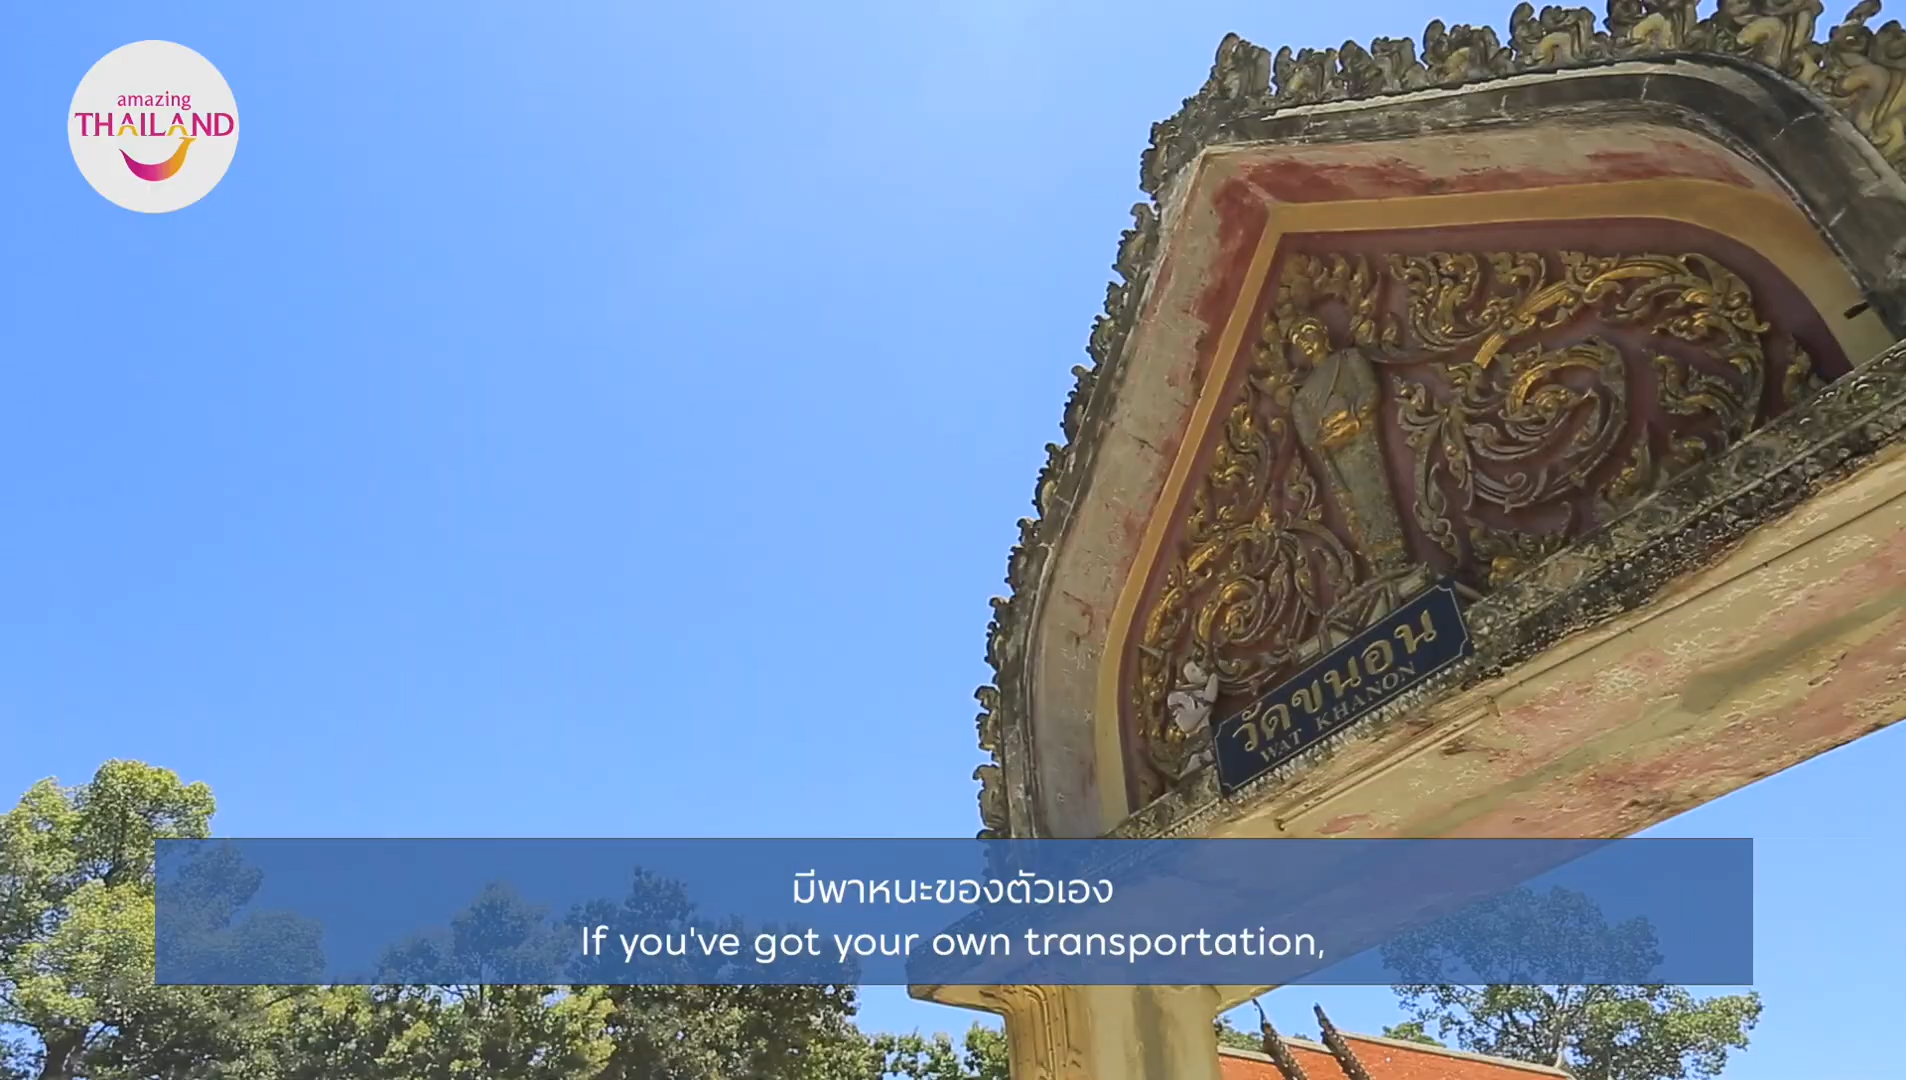 amazing
THAILAND
วัดขนอน
WAT KHANON
มีพาหนะของตัวเอง
If you've got your own transportation,